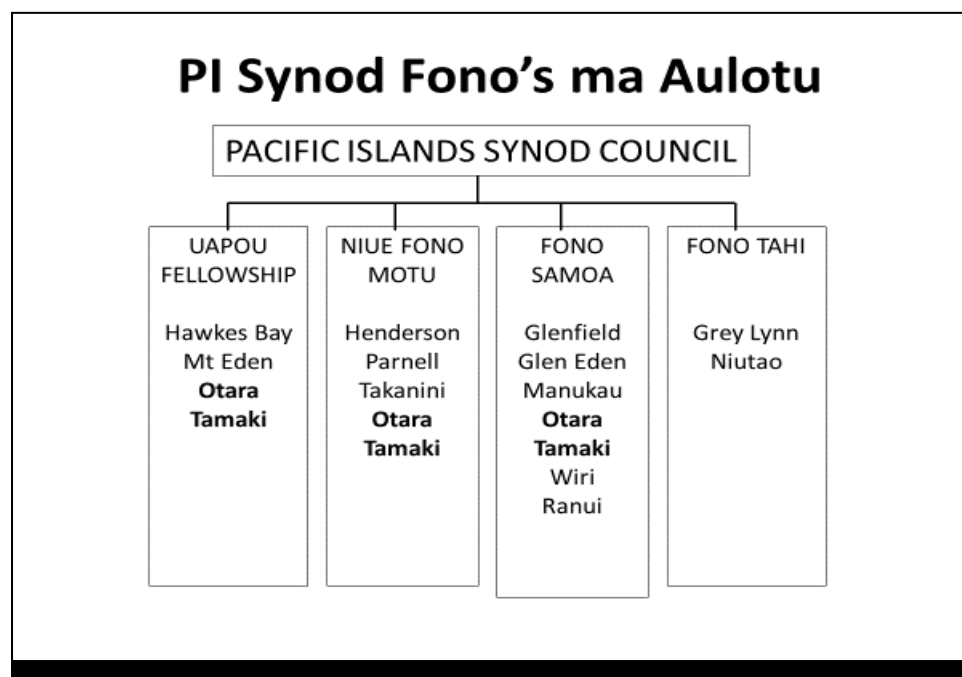 PI Synod Fono’s ma Aulotu
PACIFIC ISLANDS SYNOD COUNCIL
UAPOU
FELLOWSHIP
Hawkes Bay
Mt Eden
Otara
Tamaki
NIUE FONO
MOTU
Henderson
Parnell
Takanini
Otara
Tamaki
FONO
SAMOA
Glenfield
Glen Eden
Manukau
Otara
Tamaki
Wiri
Ranui
FONO TAHI
Grey Lynn
Niutao